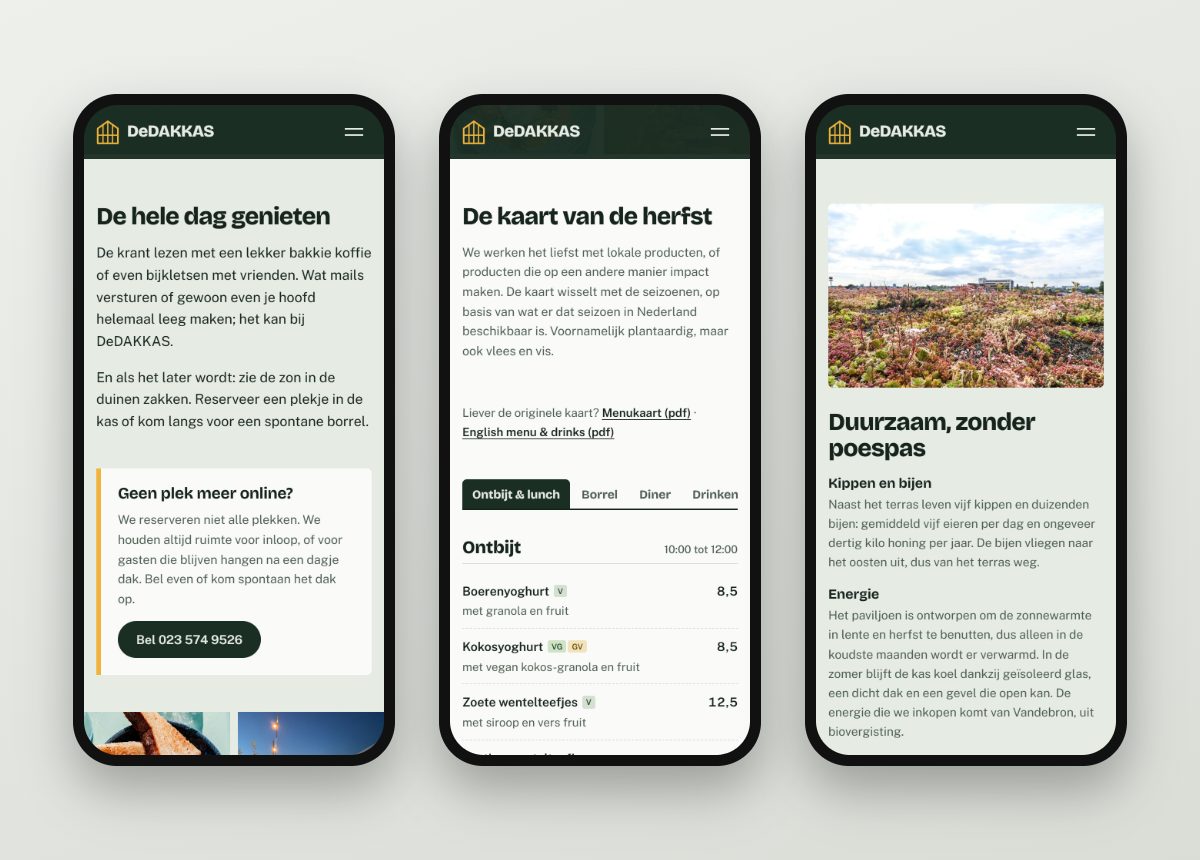 DeDAKKAS
De hele dag genieten
De krant lezen met een lekker bakkie koffie
of even bijkletsen met vrienden. Wat mails
versturen of gewoon even je hoofd
helemaal leeg maken; het kan bij
DeDAKKAS.
En als het later wordt: zie de zon in de
duinen zakken. Reserveer een plekje in de
kas of kom langs voor een spontane borrel.
Geen plek meer online?
We reserveren niet alle plekken. We
houden altijd ruimte voor inloop, of voor
gasten die blijven hangen na een dagje
dak. Bel even of kom spontaan het dak
op.
Bel 023 574 9526
DeDAKKAS
De kaart van de herfst
We werken het liefst met lokale producten, of
producten die op een andere manier impact
maken. De kaart wisselt met de seizoenen, op
basis van wat er dat seizoen in Nederland
beschikbaar is. Voornamelijk plantaardig, maar
ook vlees en vis.
Liever de originele kaart? Menukaart (pdf) ·
English menu & drinks (pdf)
Ontbijt & lunch Borrel Diner Drinken
Ontbijt 10:00 tot 12:00
Boerenyoghurt V 8,5
met granola en fruit
Kokosyoghurt VG GV 8,5
met vegan kokos-granola en fruit
Zoete wentelteefjes V 12,5
met siroop en vers fruit
DeDAKKAS
Duurzaam, zonder
poespas
Kippen en bijen
Naast het terras leven vijf kippen en duizenden
bijen: gemiddeld vijf eieren per dag en ongeveer
dertig kilo honing per jaar. De bijen vliegen naar
het oosten uit, dus van het terras weg.
Energie
Het paviljoen is ontworpen om de zonnewarmte
in lente en herfst te benutten, dus alleen in de
koudste maanden wordt er verwarmd. In de
zomer blijft de kas koel dankzij geïsoleerd glas,
een dicht dak en een gevel die open kan. De
energie die we inkopen komt van Vandebron, uit
biovergisting.